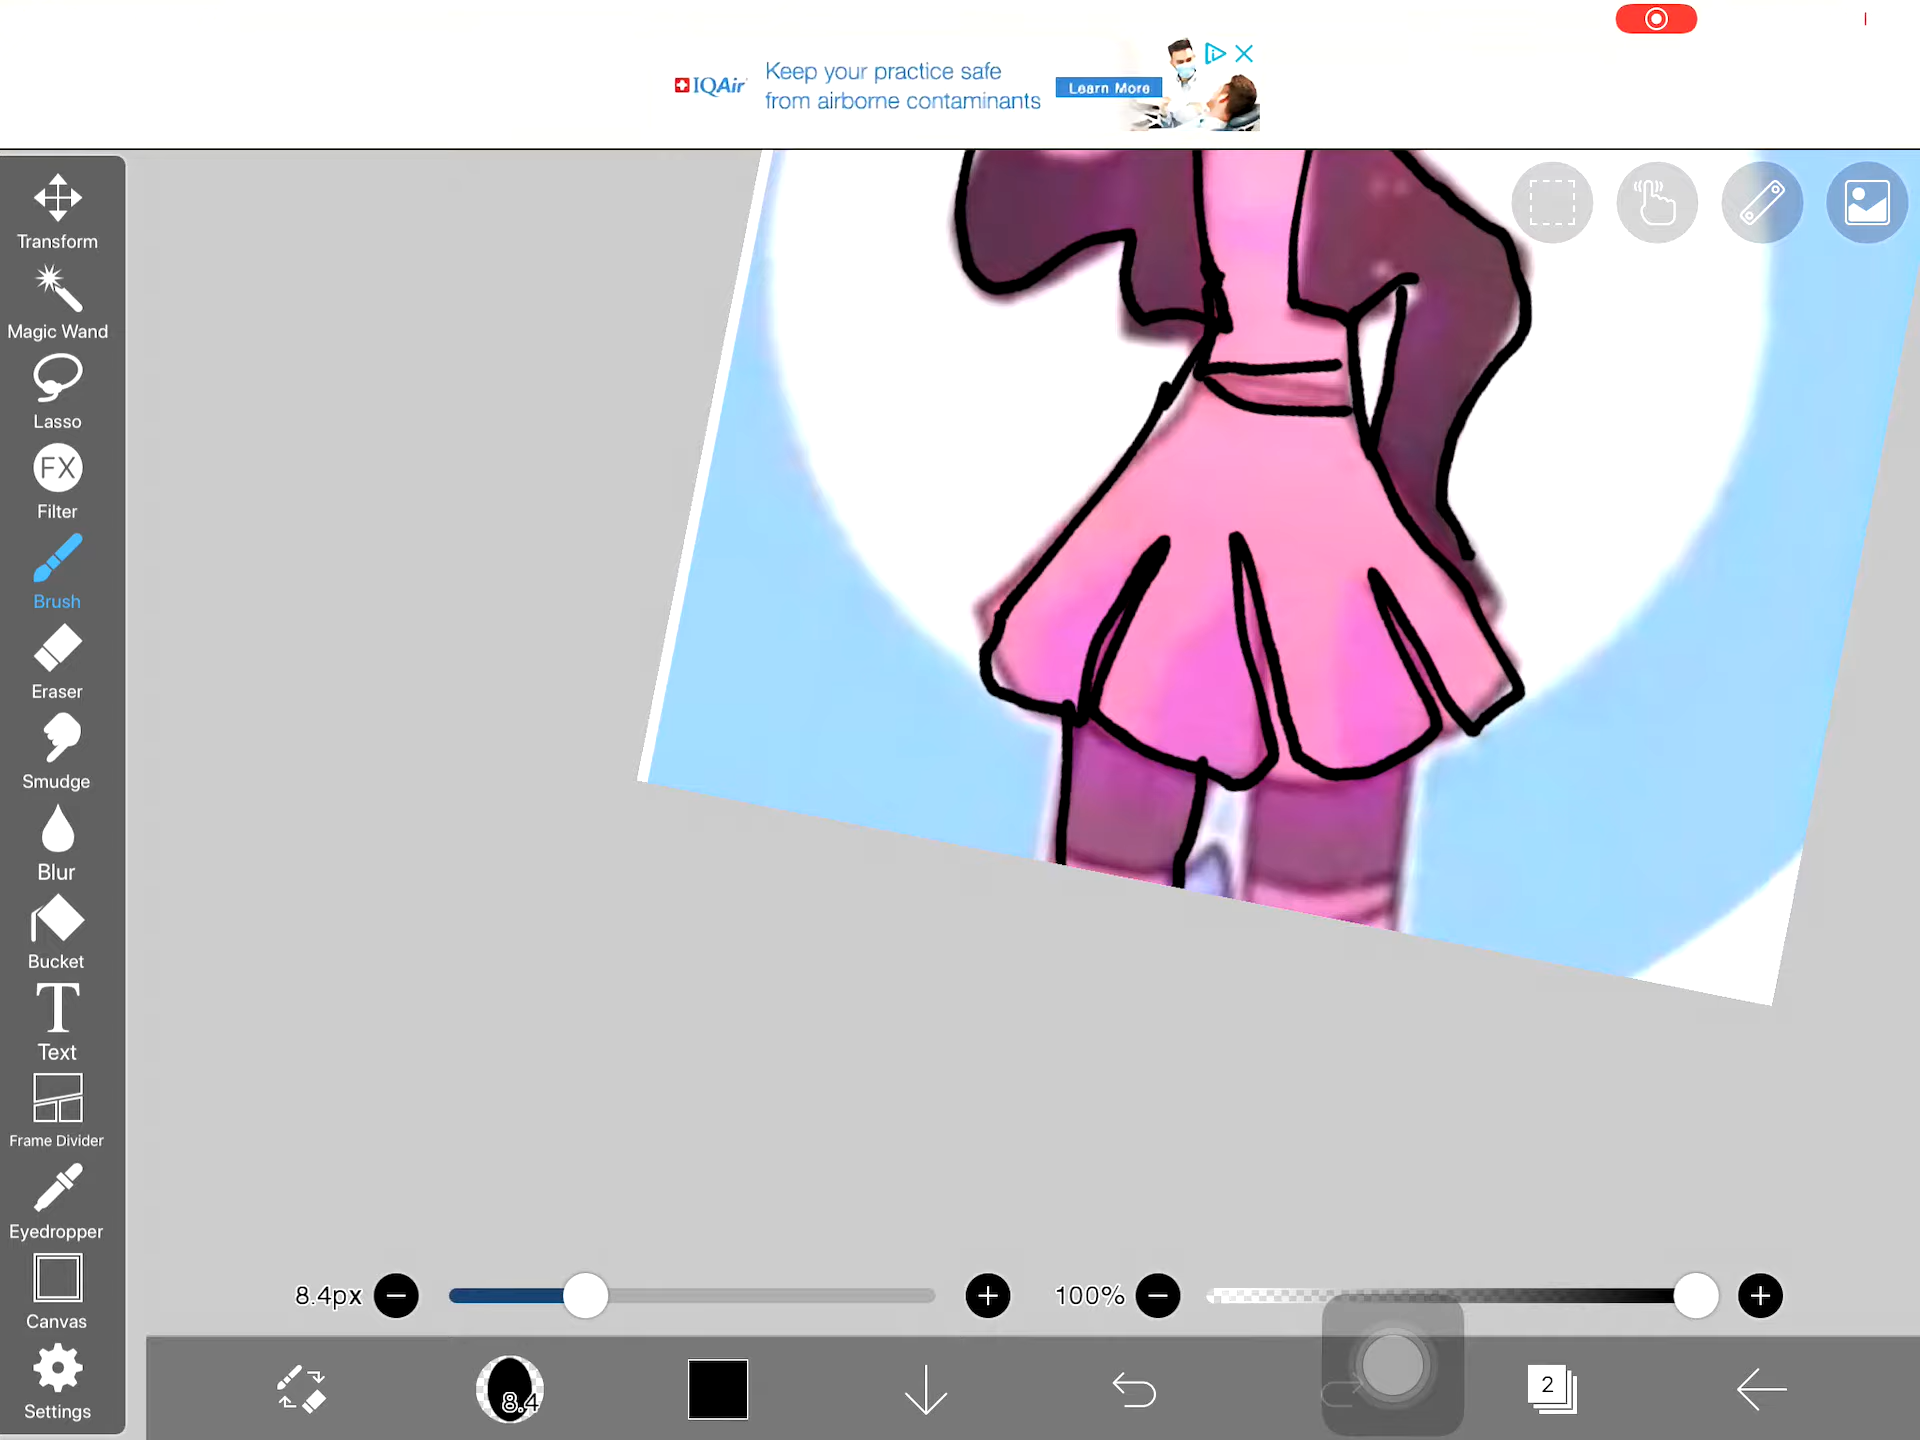 IQAir
Keep your practice safe
from airborne contaminants
Learn More
Transform
Magic Wand
Lasso
FX
Filter
Brush
Eraser
Smudge
Blur
Bucket
T
Text
Frame Divider
Eyedropper
Canvas
Settings
8.4px
100%
8.4
2